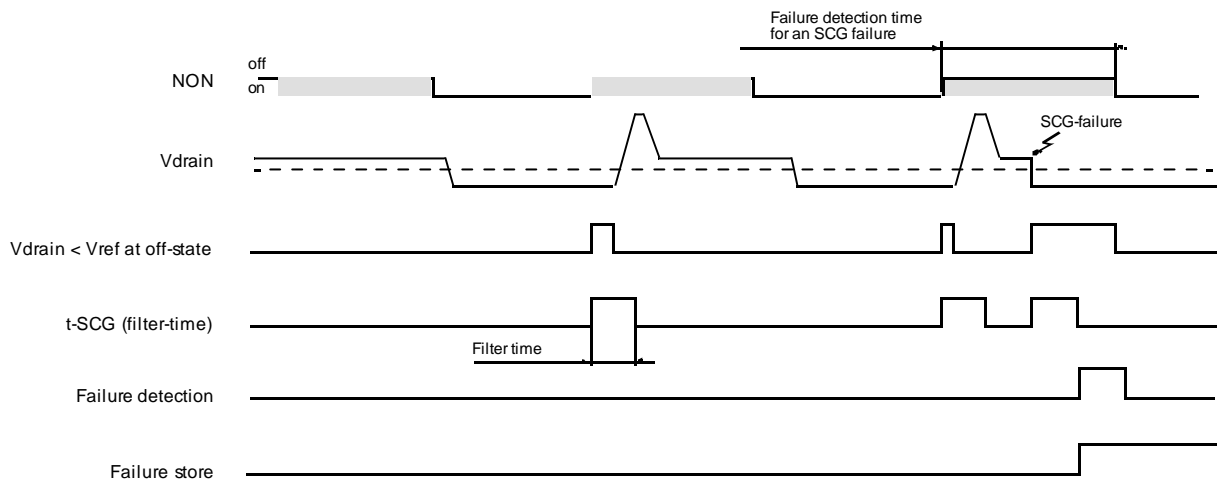 Failure detection time
for an SCG failure
off
NON
on
SCG-failure
Vdrain
Vdrain < Vref at off-state
t-SCG (filter-time)
Filter time
Failure detection
Failure store